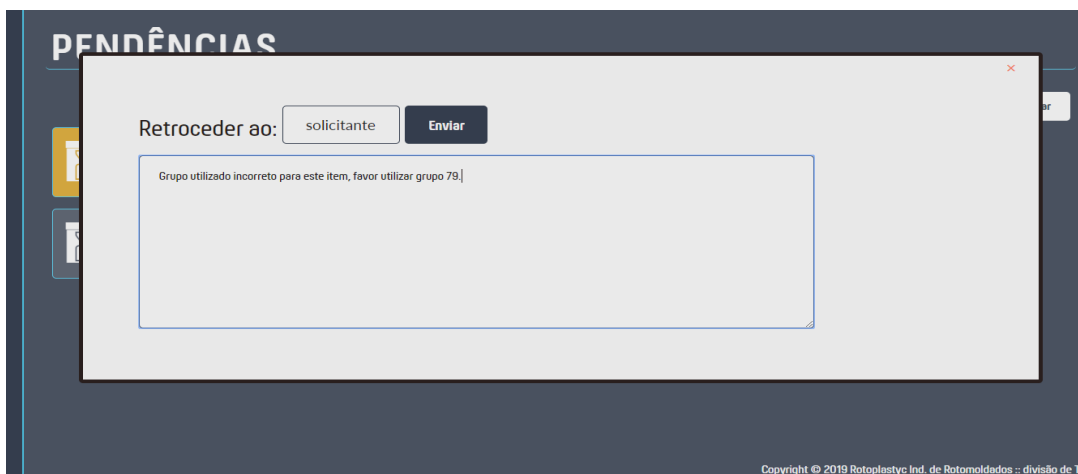 PENDÊNCIAS
×
ar
Retroceder ao: solicitante Enviar
Grupo utilizado incorreto para este item, favor utilizar grupo 79.
Copyright © 2019 Rotoplastyc Ind. de Rotomoldados :: divisão de T